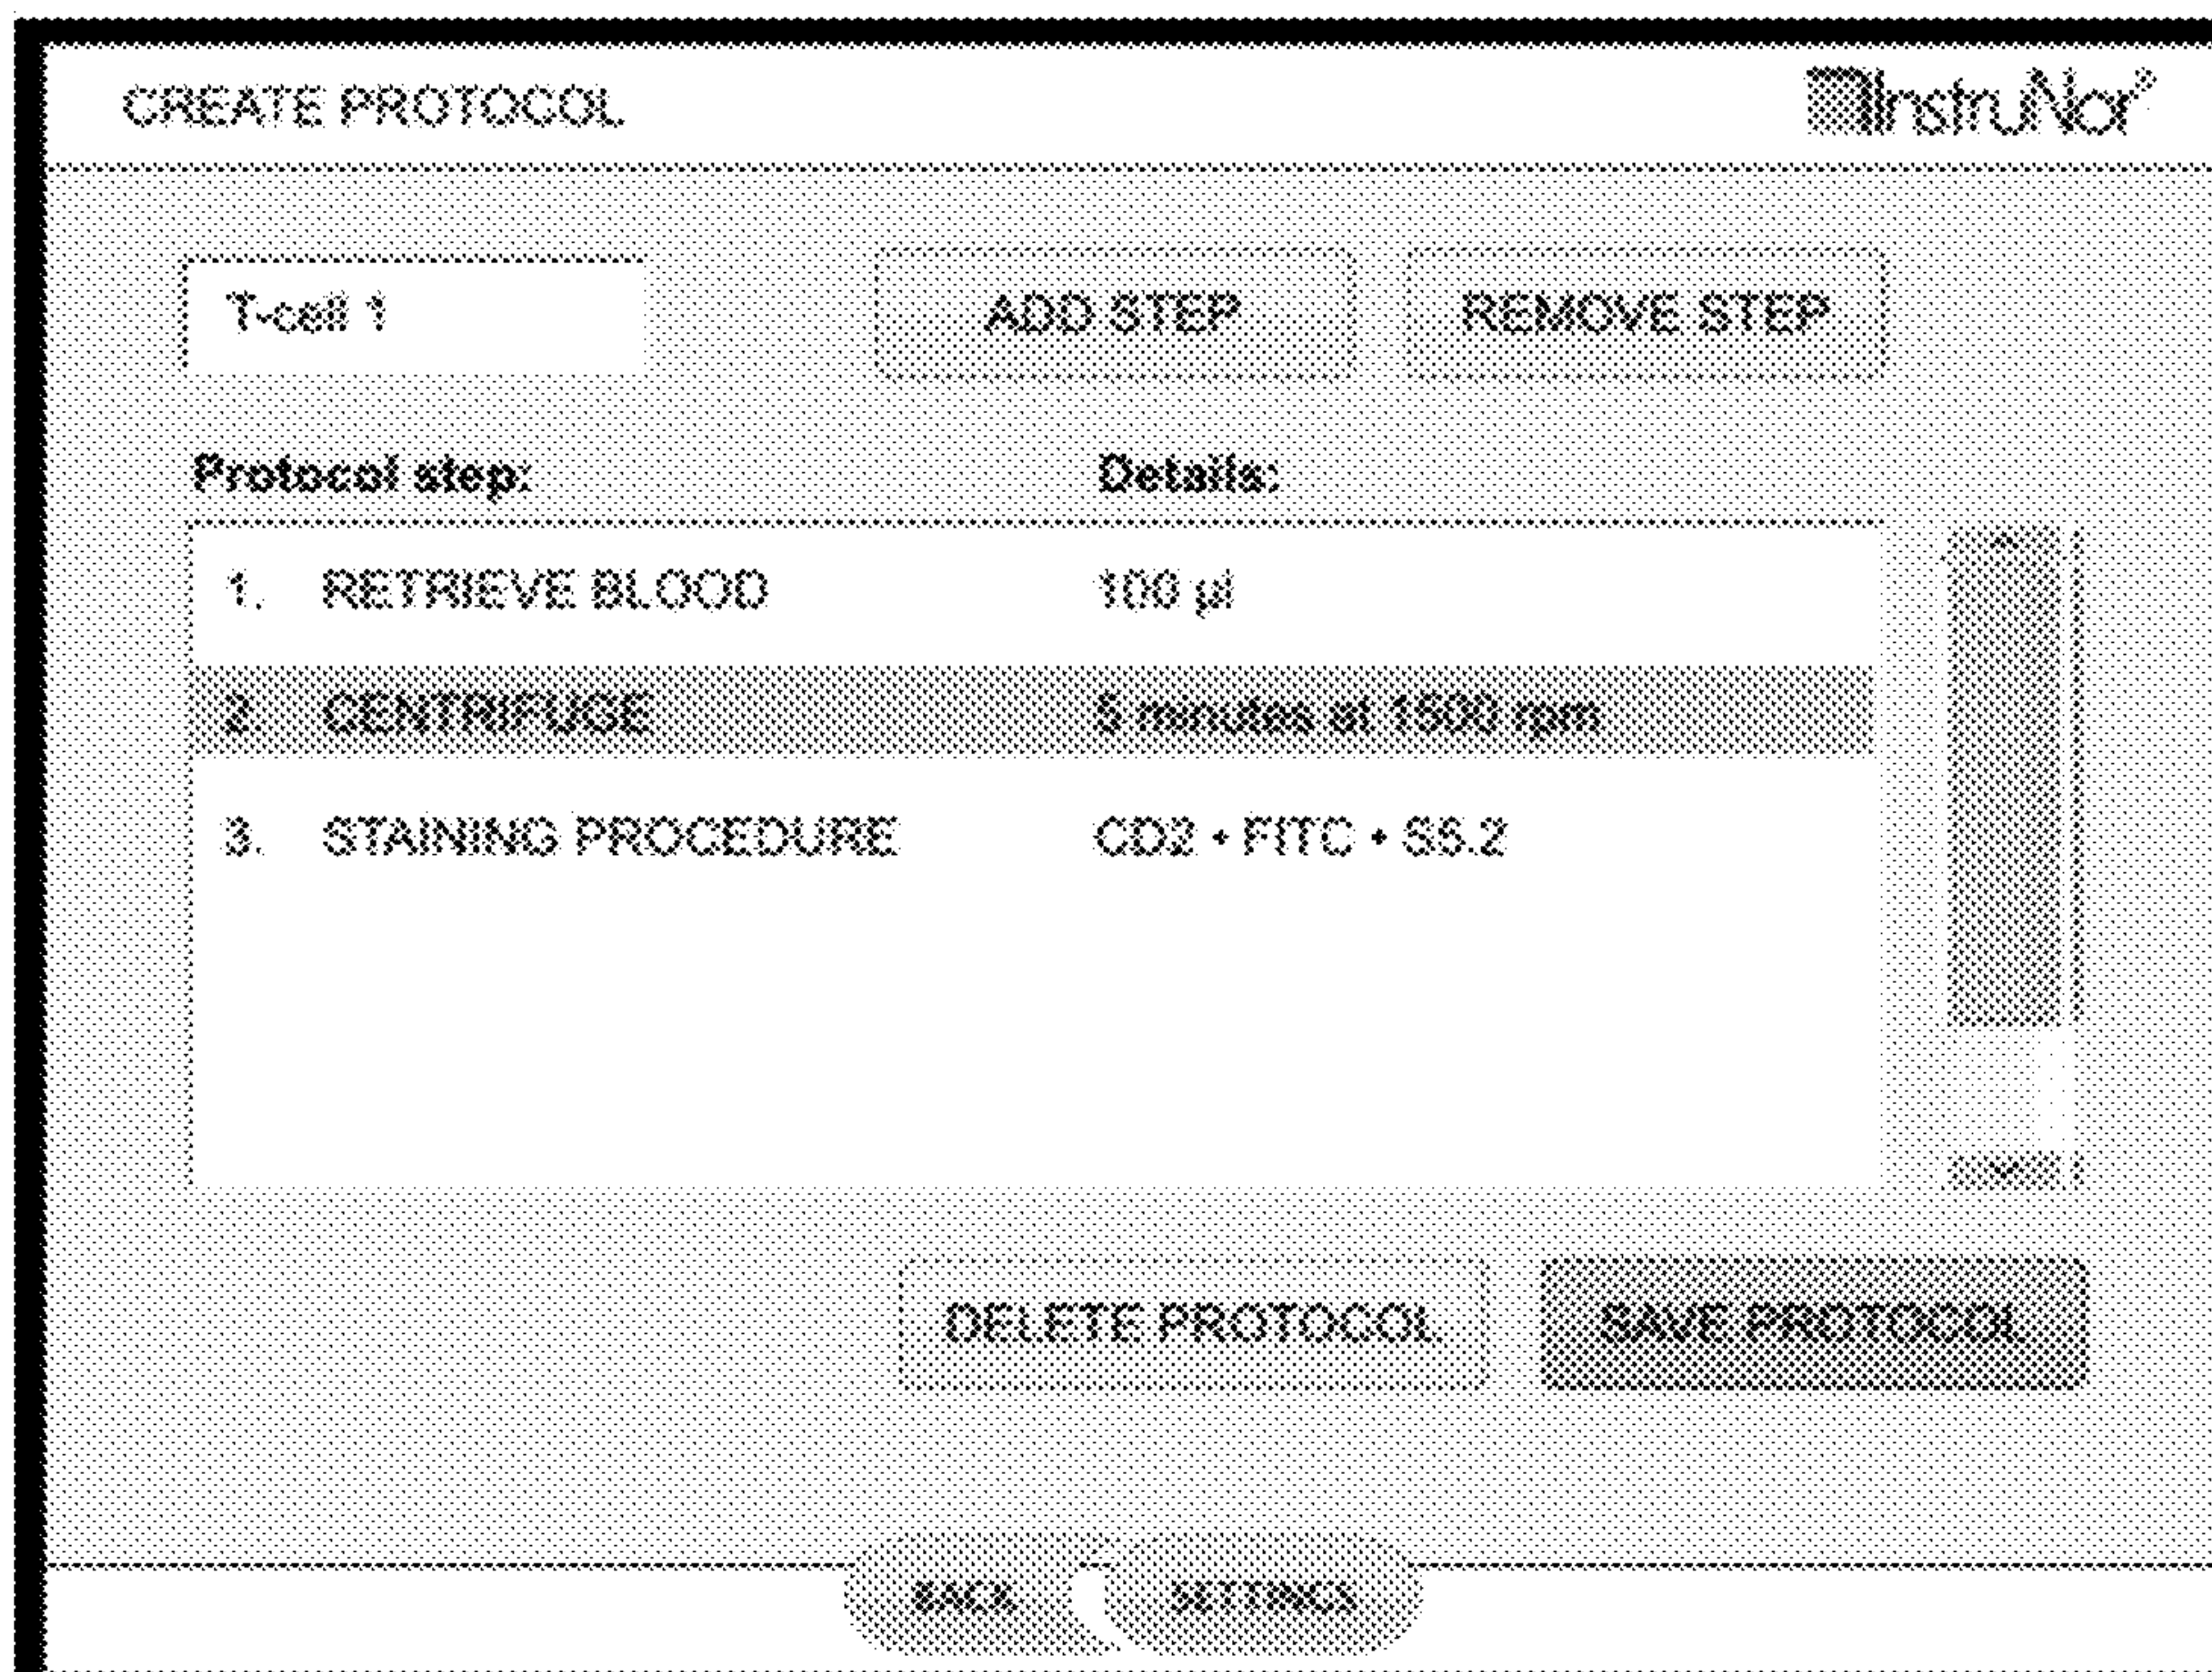 CREATE PROTOCOL
InstruNor
T-cell 1
ADD STEP
REMOVE STEP
Protocol step: Details:
1. RETRIEVE BLOOD 100 µl
2. CENTRIFUGE 5 minutes at 1500 rpm
3. STAINING PROCEDURE CD2 • FITC • S5.2
DELETE PROTOCOL
SAVE PROTOCOL
BACK
SETTINGS